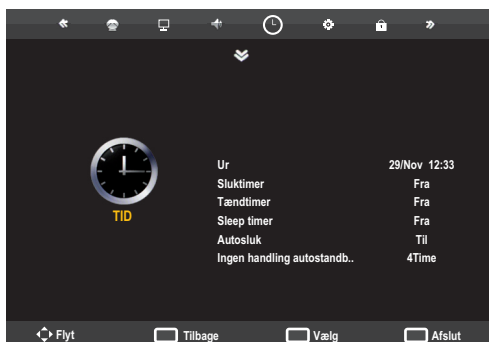 TID
Ur 29/Nov 12:33
Sluktimer Fra
Tændtimer Fra
Sleep timer Fra
Autosluk Til
Ingen handling autostandb.. 4Time
Flyt Tilbage Vælg Afslut